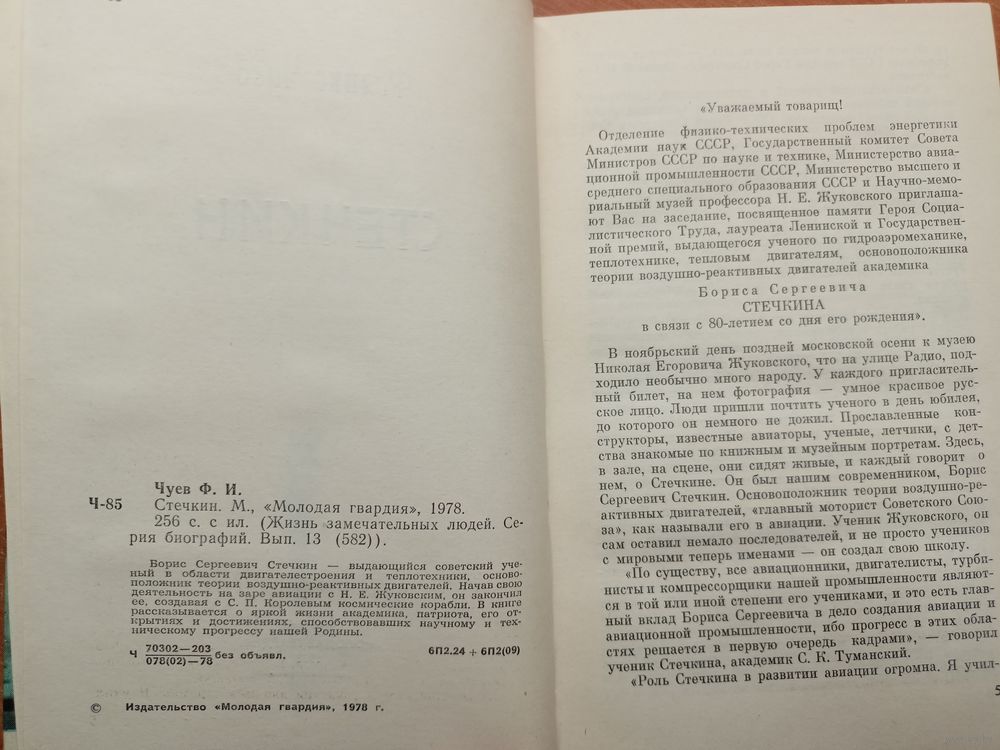 Чуев Ф. И.
Ч-85 Стечкин. М., «Молодая гвардия», 1978.
256 с. с ил. (Жизнь замечательных людей. Се-
рия биографий. Вып. 13 (582)).
Борис Сергеевич Стечкин — выдающийся советский уче-
ный в области двигателестроения и теплотехники, осново-
положник теории воздушно-реактивных двигателей. Начав свою
деятельность на заре авиации с Н. Е. Жуковским, он закончил
ее, создавая с С. П. Королевым космические корабли. В книге
рассказывается о яркой жизни академика, патриота, его от-
крытиях и достижениях, способствовавших научному и тех-
ническому прогрессу нашей Родины.
Ч 70302—203
078(02)—78 без объявл.
6П2.24 + 6П2(09)
© Издательство «Молодая гвардия», 1978 г.
«Уважаемый товарищ!
Отделение физико-технических проблем энергетики
Академии наук СССР, Государственный комитет Совета
Министров СССР по науке и технике, Министерство авиа-
ционной промышленности СССР, Министерство высшего и
среднего специального образования СССР и Научно-мемо-
риальный музей профессора Н. Е. Жуковского приглаша-
ют Вас на заседание, посвященное памяти Героя Социа-
листического Труда, лауреата Ленинской и Государствен-
ной премий, выдающегося ученого по гидроаэромеханике,
теплотехнике, тепловым двигателям, основоположника
теории воздушно-реактивных двигателей академика
Бориса Сергеевича
СТЕЧКИНА
в связи с 80-летием со дня его рождения».
В ноябрьский день поздней московской осени к музею
Николая Егоровича Жуковского, что на улице Радио, под-
ходило необычно много народу. У каждого пригласитель-
ный билет, на нем фотография — умное красивое рус-
ское лицо. Люди пришли почтить ученого в день юбилея,
до которого он немного не дожил. Прославленные кон-
структоры, известные авиаторы, ученые, летчики, с дет-
ства знакомые по книжным и музейным портретам. Здесь,
в зале, на сцене, они сидят живые, и каждый говорит о
нем, о Стечкине. Он был нашим современником, Борис
Сергеевич Стечкин. Основоположник теории воздушно-ре-
активных двигателей, «главный моторист Советского Сою-
за», как называли его в авиации. Ученик Жуковского, он
сам оставил немало последователей, и не просто учеников
с мировыми теперь именами — он создал свою школу.
«По существу, все авиационники, двигателисты, турби-
нисты и компрессорщики нашей промышленности являют-
ся в той или иной степени его учениками, и это есть глав-
ный вклад Бориса Сергеевича в дело создания авиации и
авиационной промышленности, ибо прогресс в этих обла-
стях решается в первую очередь кадрами», — говорил
ученик Стечкина, академик С. К. Туманский.
«Роль Стечкина в развитии авиации огромна. Я учил-
5